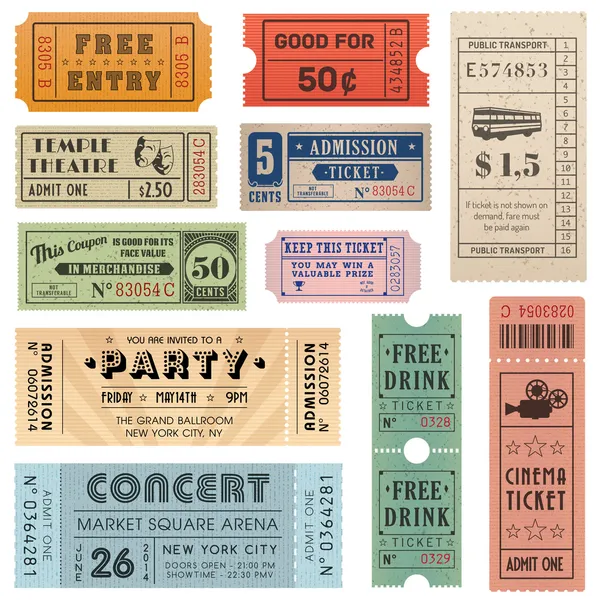 8305 B
FREE
ENTRY
8305 B
GOOD FOR
50¢
434852 B
PUBLIC TRANSPORT
E574853
$1,5
If ticket is not shown on
demand, fare must
be paid again
PUBLIC TRANSPORT
1
2
3
4
5
6
7
8
9
10
11
12
13
14
15
16
TEMPLE
THEATRE
ADMIT ONE
$2.50
283054 C
5
CENTS
ADMISSION
TICKET
NOT
TRANSFERABLE
N° 83054 C
This Coupon
IS GOOD FOR ITS
FACE VALUE
IN MERCHANDISE
NOT
TRANSFERABLE
N° 83054 C
50
CENTS
KEEP THIS TICKET
YOU MAY WIN A
VALUABLE PRIZE
0283057
ADMISSION
N° 06072614
YOU ARE INVITED TO A
PARTY
FRIDAY MAY14TH 9PM
THE GRAND BALLROOM
NEW YORK CITY, NY
ADMISSION
N° 06072614
FREE
DRINK
TICKET
N° 0328
FREE
DRINK
TICKET
N° 0329
0283054 C
CINEMA
TICKET
ADMIT ONE
N° 0364281
ADMIT ONE
CONCERT
MARKET SQUARE ARENA
JUNE
26
2014
NEW YORK CITY
DOORS OPEN - 21:00 PM
SHOWTIME - 22:30 PMV
ADMIT ONE
N° 0364281